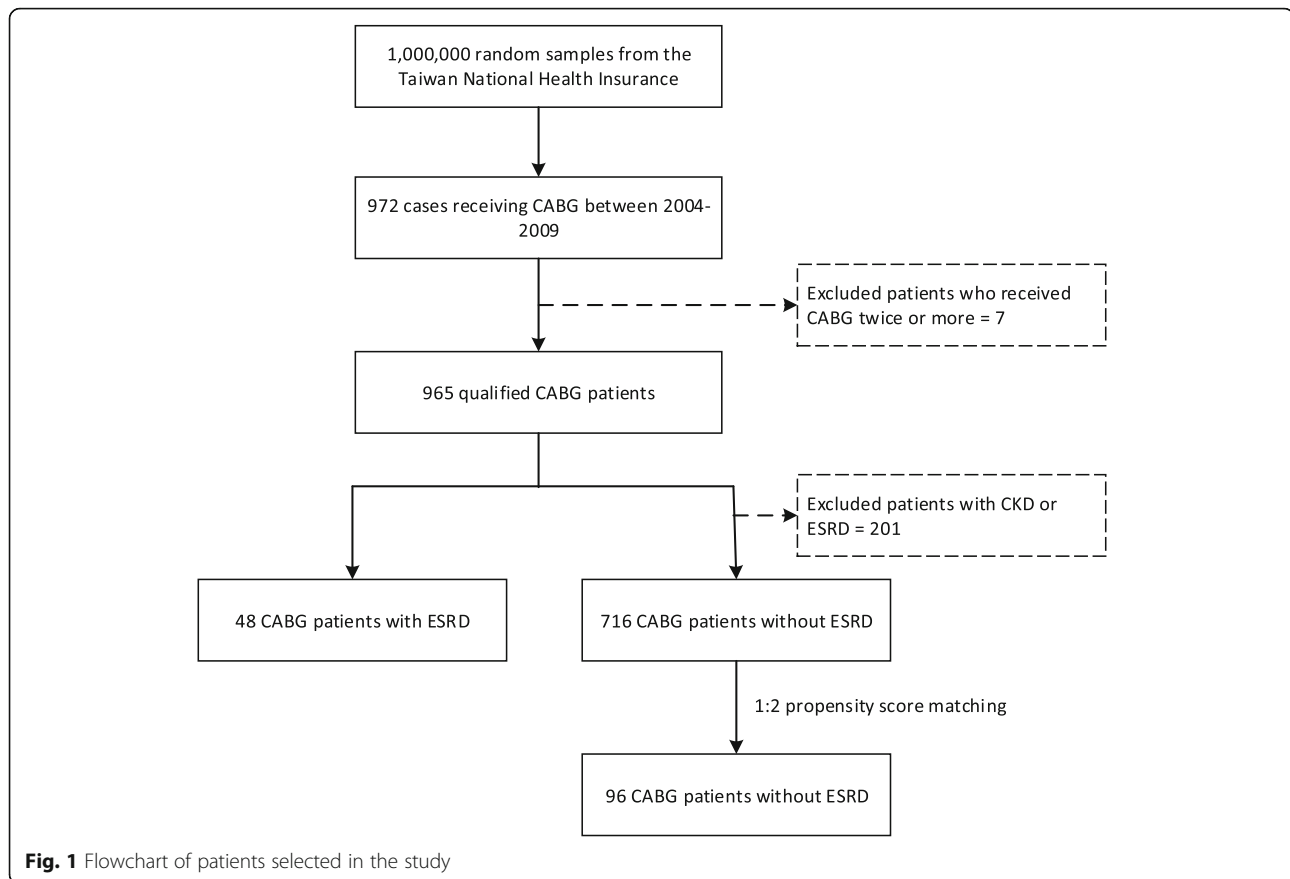 1,000,000 random samples from the
Taiwan National Health Insurance
972 cases receiving CABG between 2004-
2009
Excluded patients who received
CABG twice or more = 7
965 qualified CABG patients
Excluded patients with CKD or
ESRD = 201
48 CABG patients with ESRD
716 CABG patients without ESRD
1:2 propensity score matching
96 CABG patients without ESRD
Fig. 1 Flowchart of patients selected in the study